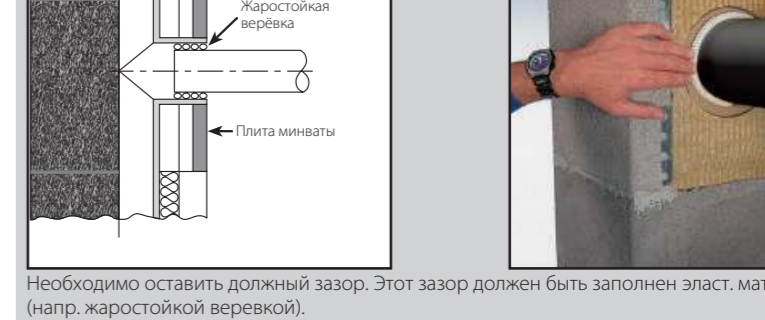 Жаростойкая
верёвка
Плита минваты
Необходимо оставить должный зазор. Этот зазор должен быть заполнен эласт. мат
(напр. жаростойкой веревкой).